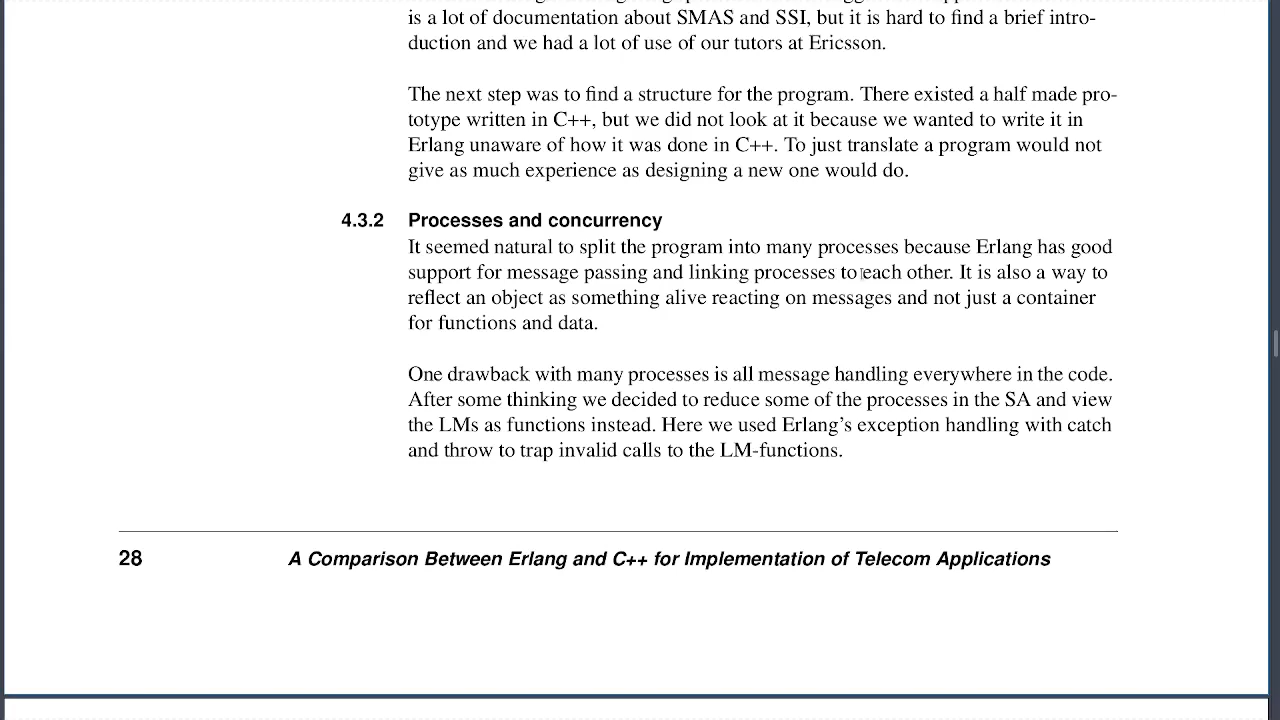 is a lot of documentation about SMAS and SSI, but it is hard to find a brief intro-
duction and we had a lot of use of our tutors at Ericsson.
The next step was to find a structure for the program. There existed a half made pro-
totype written in C++, but we did not look at it because we wanted to write it in
Erlang unaware of how it was done in C++. To just translate a program would not
give as much experience as designing a new one would do.
4.3.2 Processes and concurrency
It seemed natural to split the program into many processes because Erlang has good
support for message passing and linking processes to each other. It is also a way to
reflect an object as something alive reacting on messages and not just a container
for functions and data.
One drawback with many processes is all message handling everywhere in the code.
After some thinking we decided to reduce some of the processes in the SA and view
the LMs as functions instead. Here we used Erlang's exception handling with catch
and throw to trap invalid calls to the LM-functions.
28 A Comparison Between Erlang and C++ for Implementation of Telecom Applications